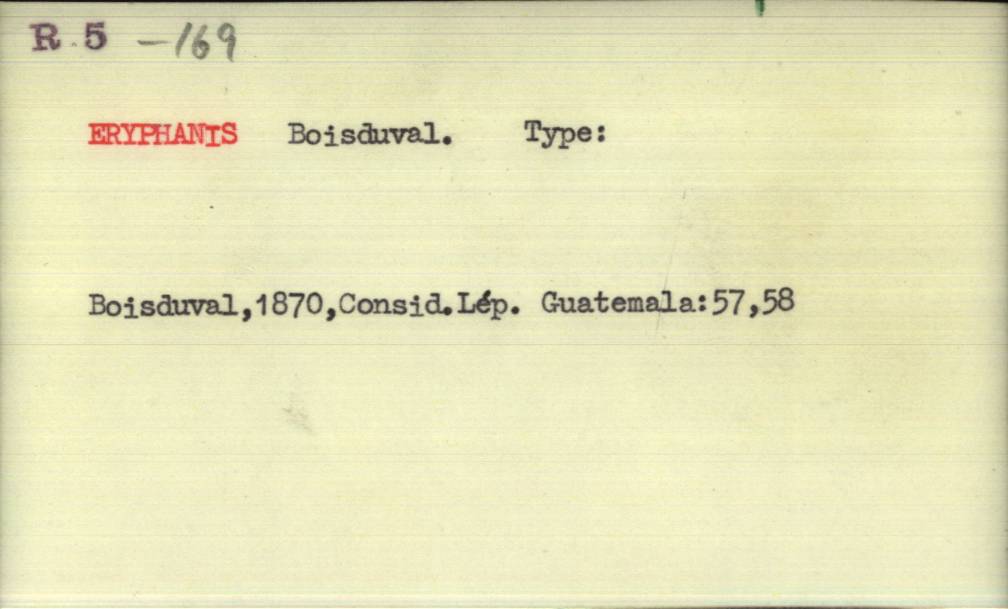 R 5 -169
ERYPHANIS Boisduval. Type:
Boisduval,1870,Consid.Lép. Guatemala:57,58